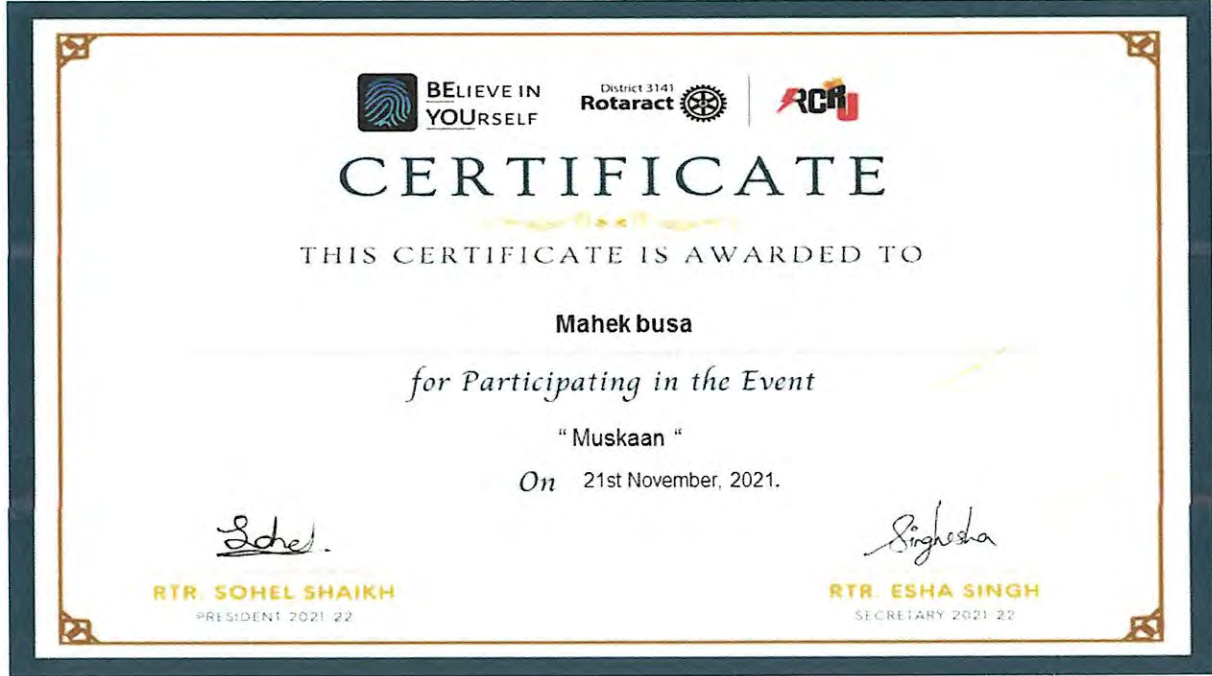 BELIEVE IN
YOURSELF
District 3141
Rotaract
RCRU
CERTIFICATE
THIS CERTIFICATE IS AWARDED TO
Mahek busa
for Participating in the Event
“ Muskaan “
On 21st November, 2021.
Sohel.
Singhesha
RTR. SOHEL SHAIKH
RTR. ESHA SINGH
PRESIDENT 2021-22
SECRETARY 2021-22